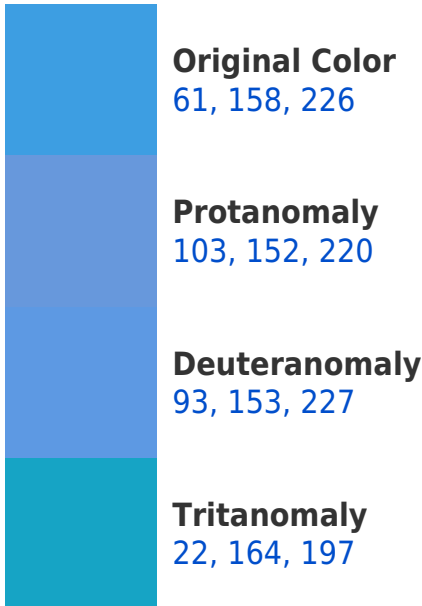 Original Color
61, 158, 226
Protanomaly
103, 152, 220
Deuteranomaly
93, 153, 227
Tritanomaly
22, 164, 197